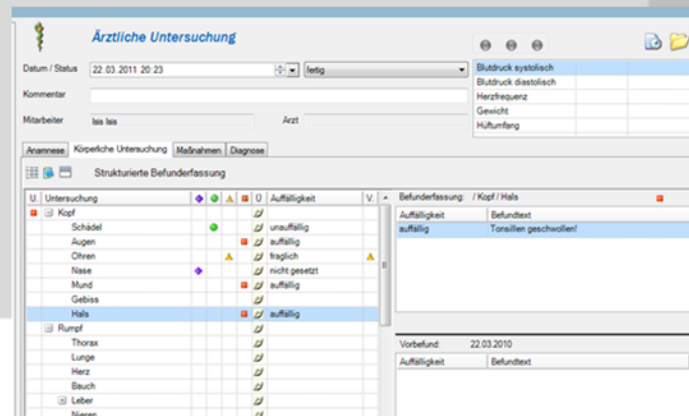 Ärztliche Untersuchung
Datum / Status 22.03.2011 20:23 fertig
Kommentar
Mitarbeiter Isis Isis Arzt
Blutdruck systolisch
Blutdruck diastolisch
Herzfrequenz
Gewicht
Hüftumfang
Anamnese Körperliche Untersuchung Maßnahmen Diagnose
Strukturierte Befunderfassung
U. Untersuchung Ü Auffälligkeit V.
Kopf
Schädel unauffällig
Augen auffällig
Ohren fraglich
Nase nicht gesetzt
Mund auffällig
Gebiss
Hals auffällig
Rumpf
Thorax
Lunge
Herz
Bauch
Leber
Nieren
Befunderfassung: / Kopf / Hals
Auffälligkeit Befundtext
auffällig Tonsillen geschwollen!
Vorbefund: 22.03.2010
Auffälligkeit Befundtext